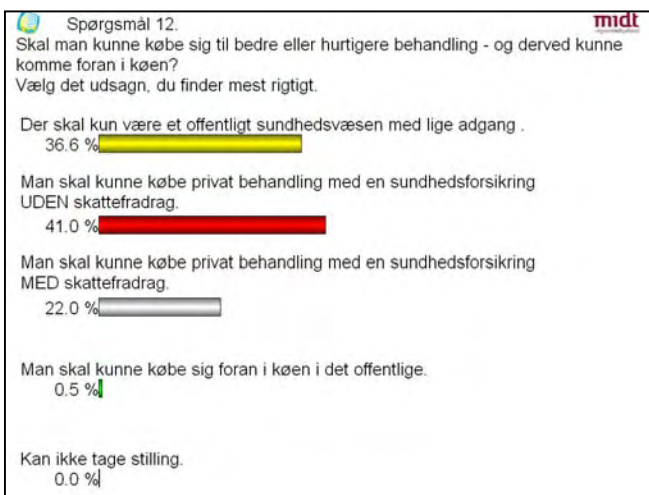 Spørgsmål 12.
midt
Skal man kunne købe sig til bedre eller hurtigere behandling - og derved kunne
komme foran i køen?
Vælg det udsagn, du finder mest rigtigt.
Der skal kun være et offentligt sundhedsvæsen med lige adgang .
36.6 %
Man skal kunne købe privat behandling med en sundhedsforsikring
UDEN skattefradrag.
41.0 %
Man skal kunne købe privat behandling med en sundhedsforsikring
MED skattefradrag.
22.0 %
Man skal kunne købe sig foran i køen i det offentlige.
0.5 %
Kan ikke tage stilling.
0.0 %